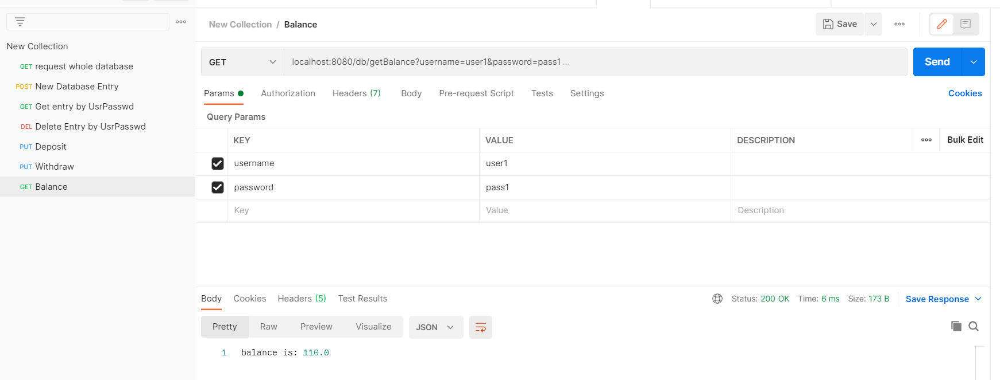 New Collection / Balance
Save
New Collection
GET request whole database
POST New Database Entry
GET Get entry by UsrPasswd
DEL Delete Entry by UsrPasswd
PUT Deposit
PUT Withdraw
GET Balance
GET localhost:8080/db/getBalance?username=user1&password=pass1 ...
Send
Params Authorization Headers (7) Body Pre-request Script Tests Settings Cookies
Query Params
KEY VALUE DESCRIPTION Bulk Edit
username user1
password pass1
Key Value Description
Body Cookies Headers (5) Test Results Status: 200 OK Time: 6 ms Size: 173 B Save Response
Pretty Raw Preview Visualize JSON
1 balance is: 110.0